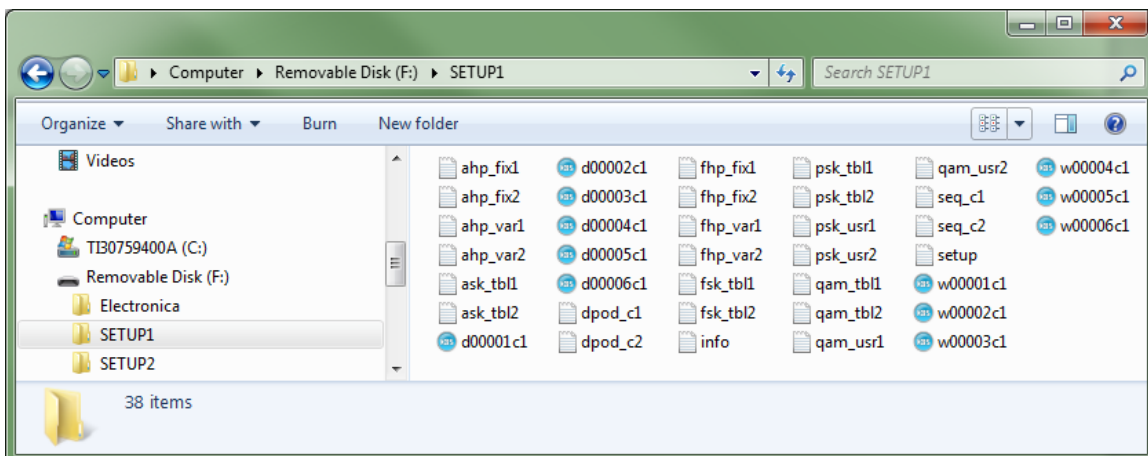 Computer ▸ Removable Disk (F:) ▸ SETUP1
Search SETUP1
Organize Share with Burn New folder
Videos
Computer
TI30759400A (C:)
Removable Disk (F:)
Electronica
SETUP1
SETUP2
ahp_fix1 d00002c1 fhp_fix1 psk_tbl1 qam_usr2 w00004c1
ahp_fix2 d00003c1 fhp_fix2 psk_tbl2 seq_c1 w00005c1
ahp_var1 d00004c1 fhp_var1 psk_usr1 seq_c2 w00006c1
ahp_var2 d00005c1 fhp_var2 psk_usr2 setup
ask_tbl1 d00006c1 fsk_tbl1 qam_tbl1 w00001c1
ask_tbl2 dpod_c1 fsk_tbl2 qam_tbl2 w00002c1
d00001c1 dpod_c2 info qam_usr1 w00003c1
38 items